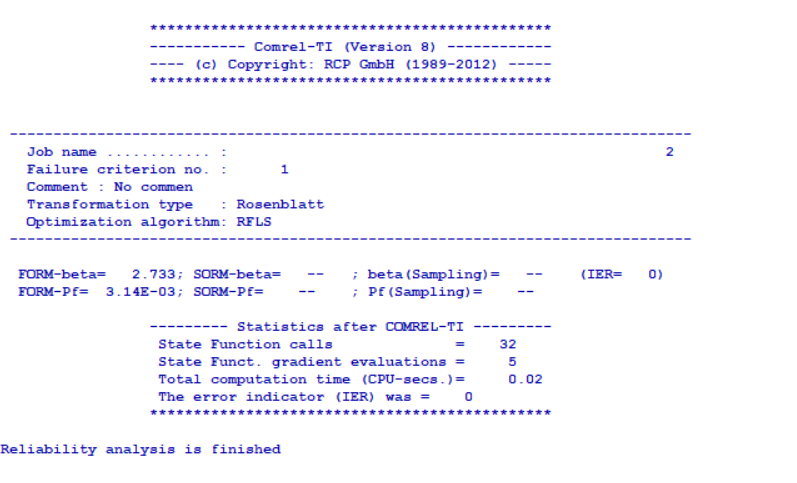 **********************************************
----------- Comrel-TI (Version 8) ------------
---- (c) Copyright: RCP GmbH (1989-2012) -----
**********************************************
------------------------------------------------------------------------------
Job name ............ : 2
Failure criterion no. : 1
Comment : No commen
Transformation type : Rosenblatt
Optimization algorithm: RFLS
------------------------------------------------------------------------------
FORM-beta= 2.733; SORM-beta= -- ; beta(Sampling)= -- (IER= 0)
FORM-Pf= 3.14E-03; SORM-Pf= -- ; Pf(Sampling)= --
--------- Statistics after COMREL-TI ---------
State Function calls = 32
State Funct. gradient evaluations = 5
Total computation time (CPU-secs.)= 0.02
The error indicator (IER) was = 0
**********************************************
Reliability analysis is finished